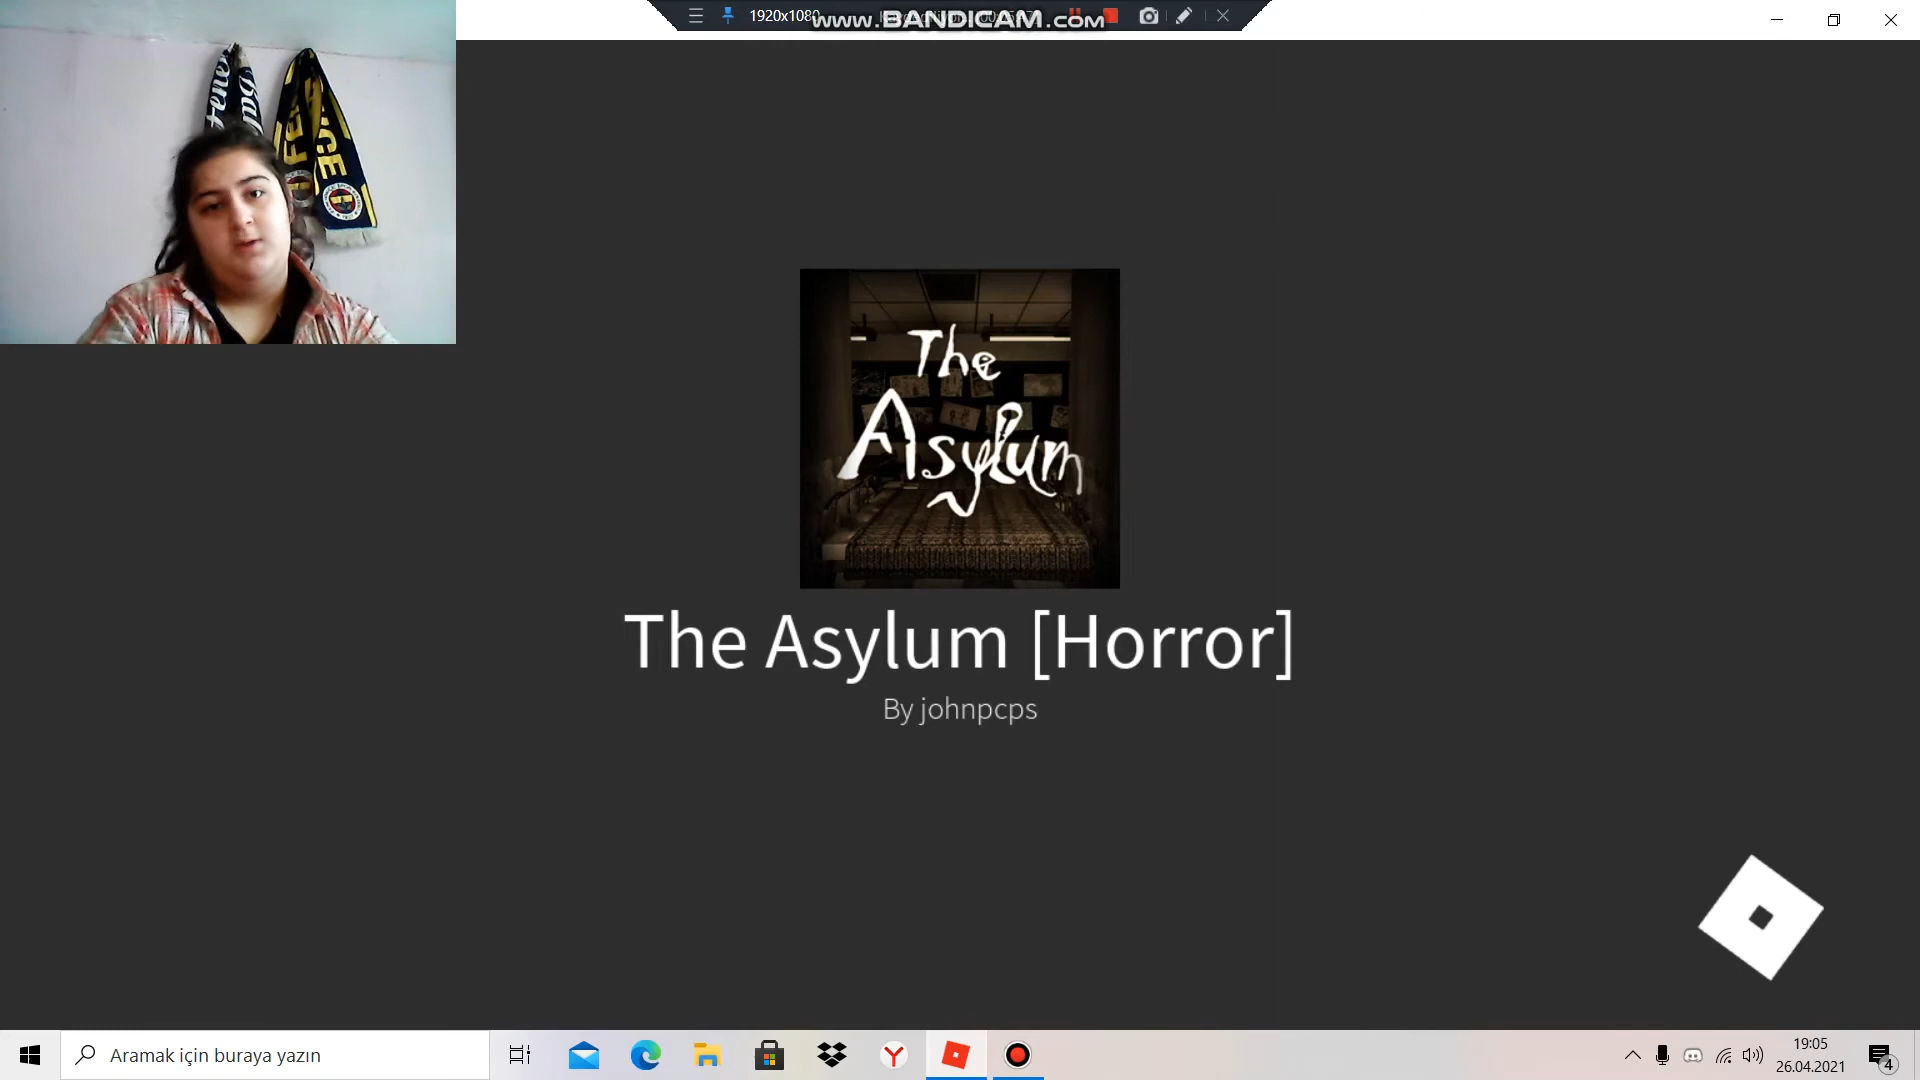 1920x1080
www.BANDICAM.com
The
Asylum
The Asylum [Horror]
By johnpcps
Aramak için buraya yazın
19:05
26.04.2021
4